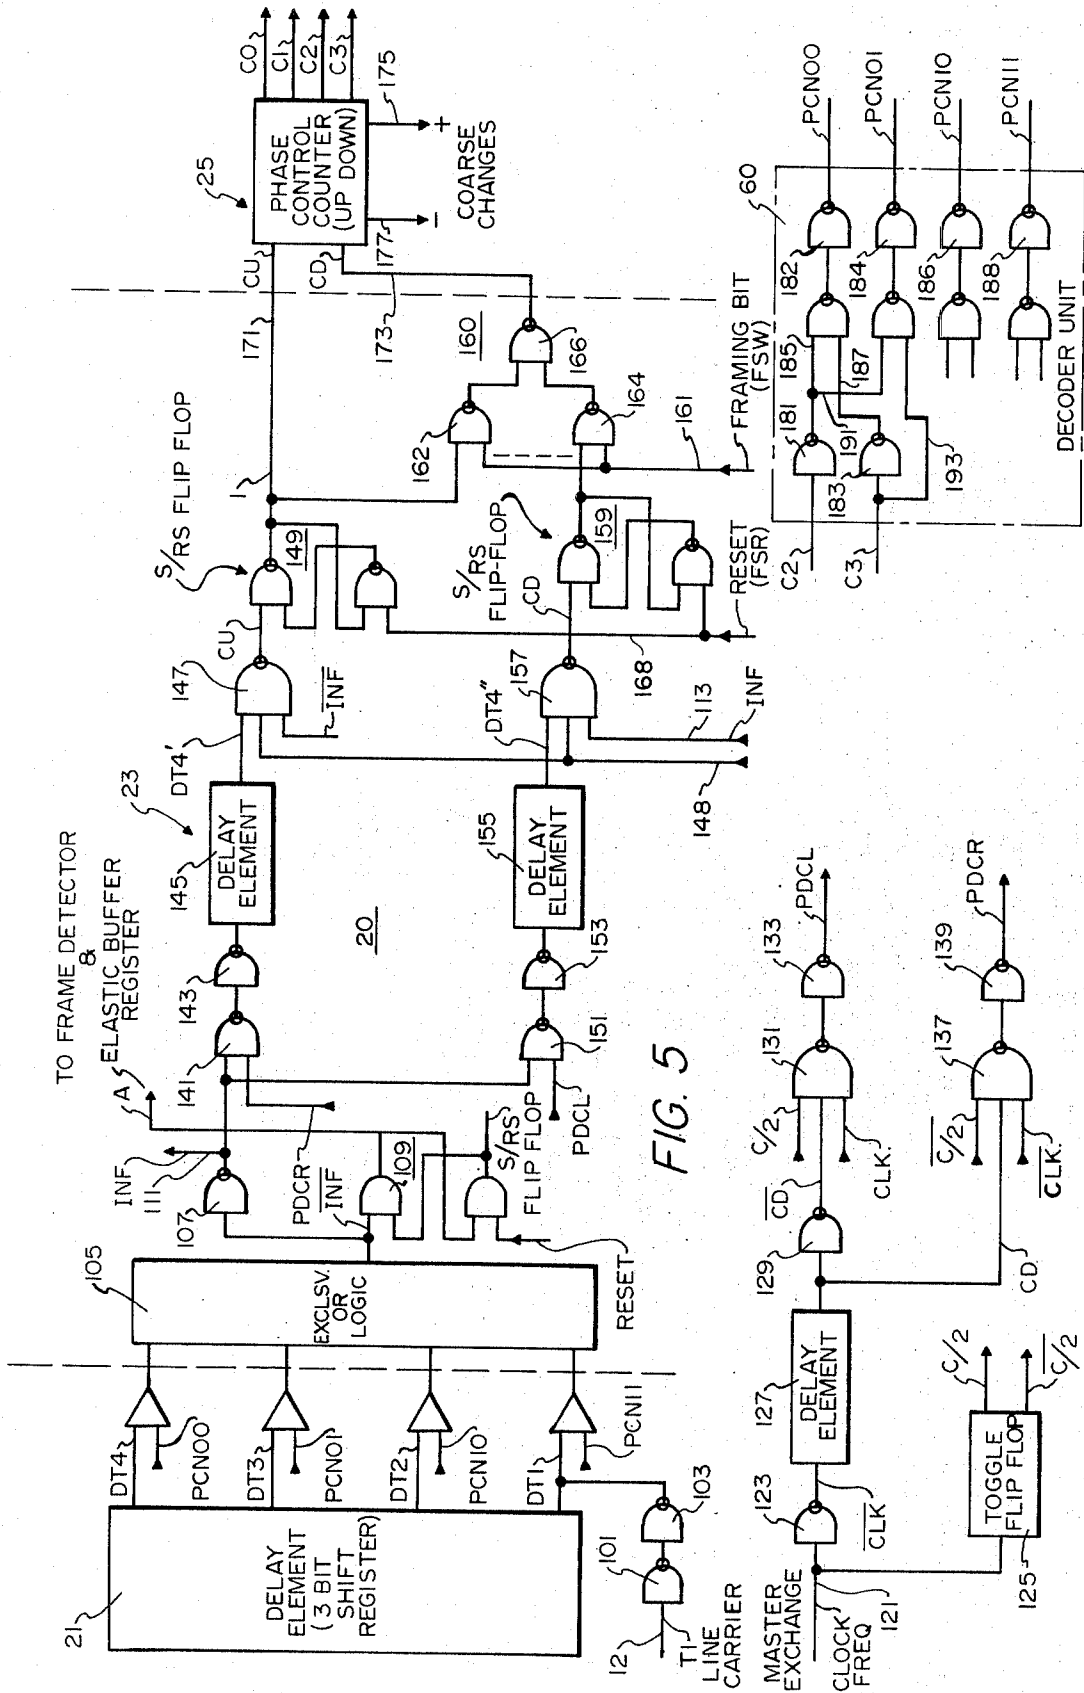 TO FRAME DETECTOR
&
ELASTIC BUFFER
REGISTER
A
INF
111
107
105
EXCLSV.
OR
LOGIC
21
DELAY
ELEMENT
( 3 BIT
SHIFT
REGISTER)
DT4
PCN00
DT3
PCN01
DT2
PCN10
DT1
PCN11
101
103
12
T1
LINE
CARRIER
INF
109
PDCR
RESET
S/RS
FLIP FLOP
PDCL
141
143
145
DELAY
ELEMENT
23
DT4'
147
INF
CU
S/RS FLIP FLOP
149
1
171
CU
25
PHASE
CONTROL
COUNTER
(UP DOWN)
C0
C1
C2
C3
175
+
177
-
COARSE
CHANGES
CD
173
20
151
153
155
DELAY
ELEMENT
DT4"
157
148
113
INF
168
CD
S/RS
FLIP-FLOP
159
RESET
(FSR)
162
164
166
160
161
FRAMING BIT
(FSW)
FIG. 5
MASTER
EXCHANGE
CLOCK
FREQ
121
123
CLK
125
TOGGLE
FLIP FLOP
C/2
C/2
127
DELAY
ELEMENT
129
CD
CD
C/2
CLK
131
133
PDCL
C/2
CLK.
137
139
PDCR
C2
C3
181
183
185
187
191
193
182
184
186
188
60
PCN00
PCN01
PCN10
PCN11
DECODER UNIT